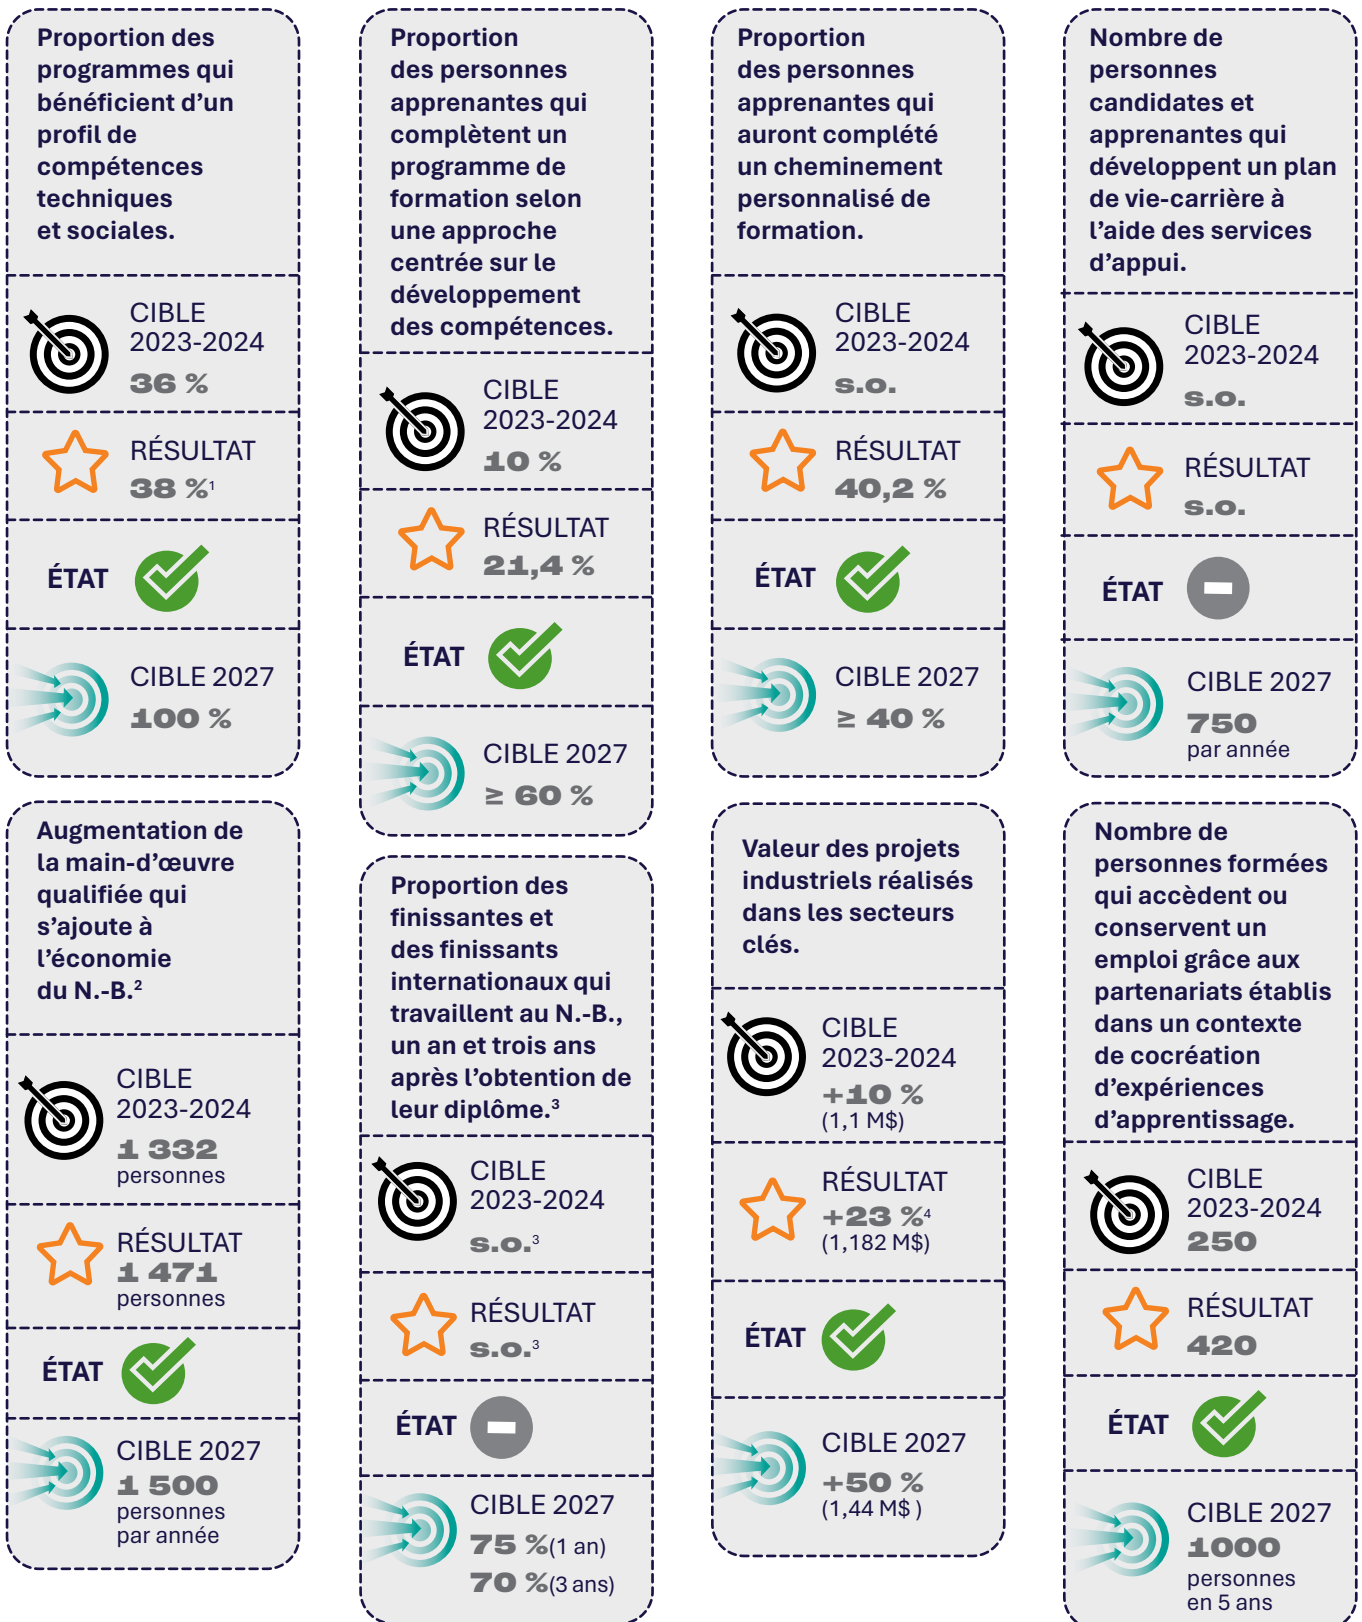 Proportion des
programmes qui
bénéficient d’un
profil de
compétences
techniques
et sociales.
CIBLE
2023-2024
36 %
RÉSULTAT
38 %¹
ÉTAT
CIBLE 2027
100 %
Proportion
des personnes
apprenantes qui
complètent un
programme de
formation selon
une approche
centrée sur le
développement
des compétences.
CIBLE
2023-2024
10 %
RÉSULTAT
21,4 %
ÉTAT
CIBLE 2027
≥ 60 %
Proportion
des personnes
apprenantes qui
auront complété
un cheminement
personnalisé de
formation.
CIBLE
2023-2024
s.o.
RÉSULTAT
40,2 %
ÉTAT
CIBLE 2027
≥ 40 %
Nombre de
personnes
candidates et
apprenantes qui
développent un plan
de vie-carrière à
l’aide des services
d’appui.
CIBLE
2023-2024
s.o.
RÉSULTAT
s.o.
ÉTAT
CIBLE 2027
750
par année
Augmentation de
la main-d’œuvre
qualifiée qui
s’ajoute à
l’économie
du N.-B.²
CIBLE
2023-2024
1 332
personnes
RÉSULTAT
1 471
personnes
ÉTAT
CIBLE 2027
1 500
personnes
par année
Proportion des
finissantes et
des finissants
internationaux qui
travaillent au N.-B.,
un an et trois ans
après l’obtention de
leur diplôme.³
CIBLE
2023-2024
s.o.³
RÉSULTAT
s.o.³
ÉTAT
CIBLE 2027
75 %(1 an)
70 %(3 ans)
Valeur des projets
industriels réalisés
dans les secteurs
clés.
CIBLE
2023-2024
+10 %
(1,1 M$)
RÉSULTAT
+23 %⁴
(1,182 M$)
ÉTAT
CIBLE 2027
+50 %
(1,44 M$ )
Nombre de
personnes formées
qui accèdent ou
conservent un
emploi grâce aux
partenariats établis
dans un contexte
de cocréation
d’expériences
d’apprentissage.
CIBLE
2023-2024
250
RÉSULTAT
420
ÉTAT
CIBLE 2027
1000
personnes
en 5 ans